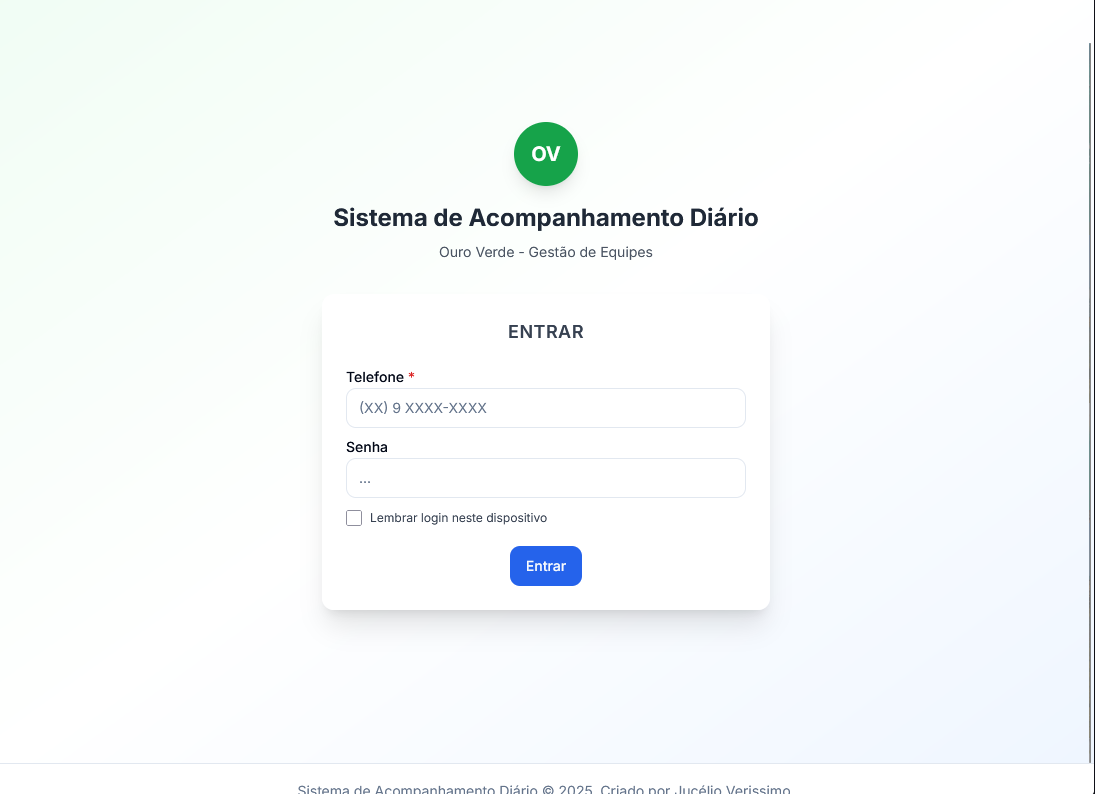 OV
Sistema de Acompanhamento Diário
Ouro Verde - Gestão de Equipes
ENTRAR
Telefone *
(XX) 9 XXXX-XXXX
Senha
...
Lembrar login neste dispositivo
Entrar
Sistema de Acompanhamento Diário © 2025. Criado por Jucélio Verissimo